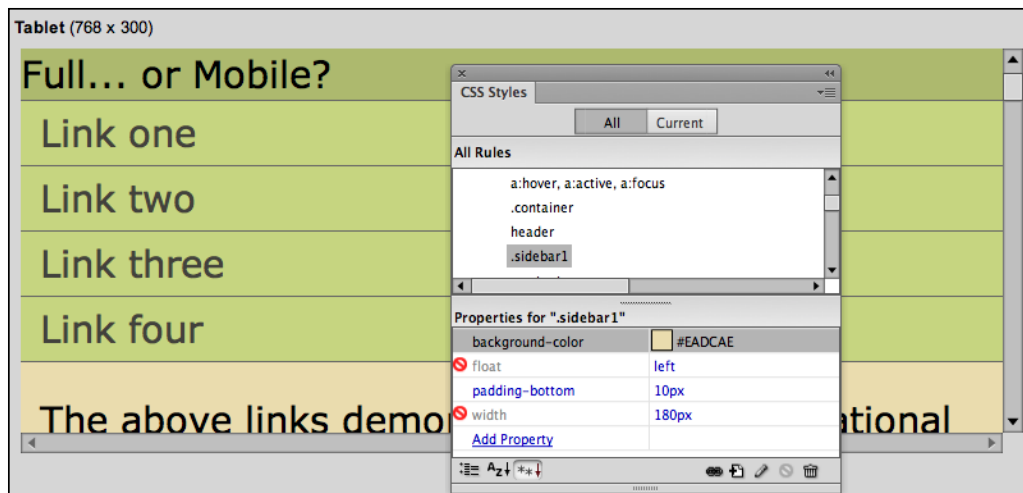 Tablet (768 x 300)
Full... or Mobile?
Link one
Link two
Link three
Link four
The above links demo
ational
CSS Styles
All Current
All Rules
a:hover, a:active, a:focus
.container
header
.sidebar1
Properties for ".sidebar1"
background-color #EADCAE
float left
padding-bottom 10px
width 180px
Add Property